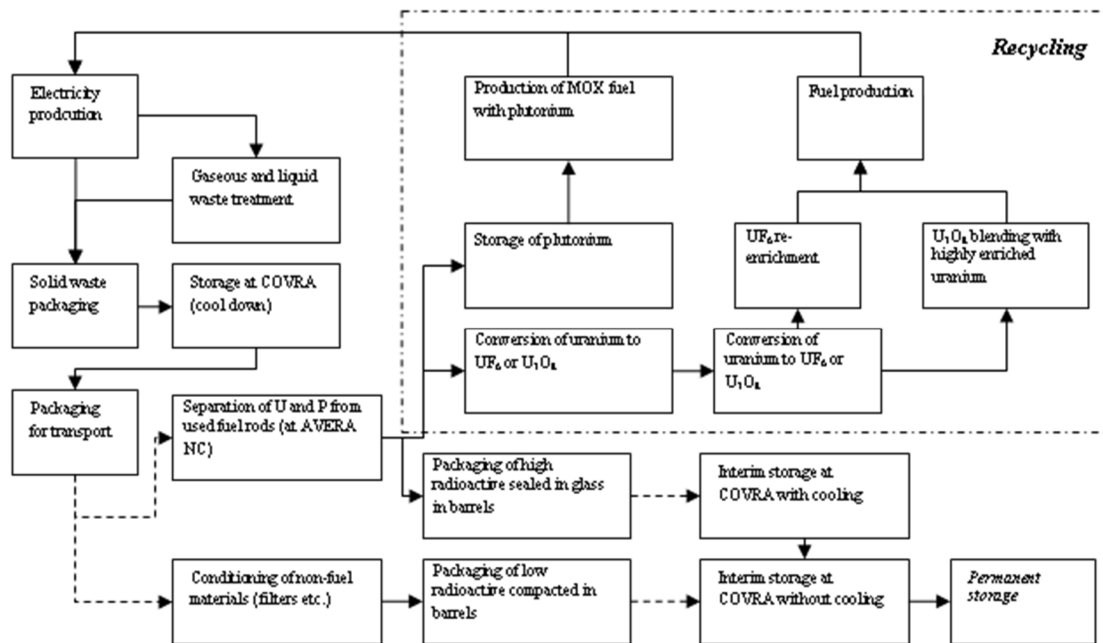 Recycling
Electricity
prodcution
Production of MOX fuel
with plutonium
Fuel production
Gaseous and liquid
waste treatment
Storage of plutonium
UF₆ re-
enrichment
U₃O₈ blending with
highly enriched
uranium
Solid waste
packaging
Storage at COVRA
(cool down)
Conversion of uranium to
UF₆ or U₃O₈
Conversion of
uranium to UF₆ or
U₃O₈
Packaging
for transport
Separation of U and P from
used fuel rods (at AVERA
NC)
Packaging of high
radioactive sealed in glass
in barrels
Interim storage at
COVRA with cooling
Conditioning of non-fuel
materials (filters etc.)
Packaging of low
radioactive compacted in
barrels
Interim storage at
COVRA without cooling
Permanent
storage